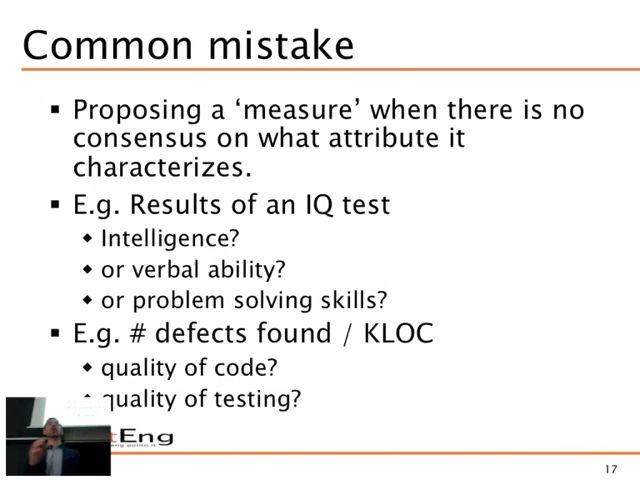 Common mistake
▪ Proposing a ‘measure’ when there is no
consensus on what attribute it
characterizes.
▪ E.g. Results of an IQ test
◆ Intelligence?
◆ or verbal ability?
◆ or problem solving skills?
▪ E.g. # defects found / KLOC
◆ quality of code?
◆ quality of testing?
tEng
17